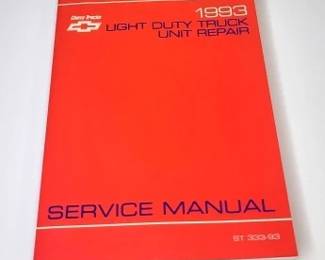 1993
Chevy Trucks
LIGHT DUTY TRUCK
UNIT REPAIR
SERVICE MANUAL
ST 333-93